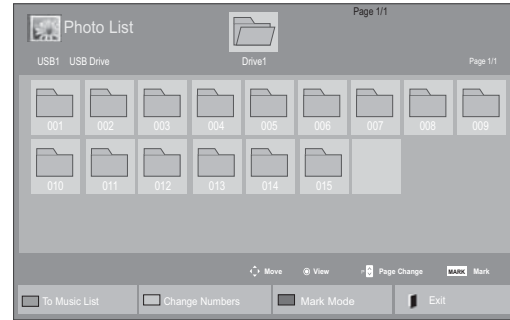 Page 1/1
Photo List
USB1 USB Drive Drive1 Page 1/1
001 002 003 004 005 006 007 008 009
010 011 012 013 014 015
Move View Page Change MARK Mark
To Music List Change Numbers Mark Mode Exit